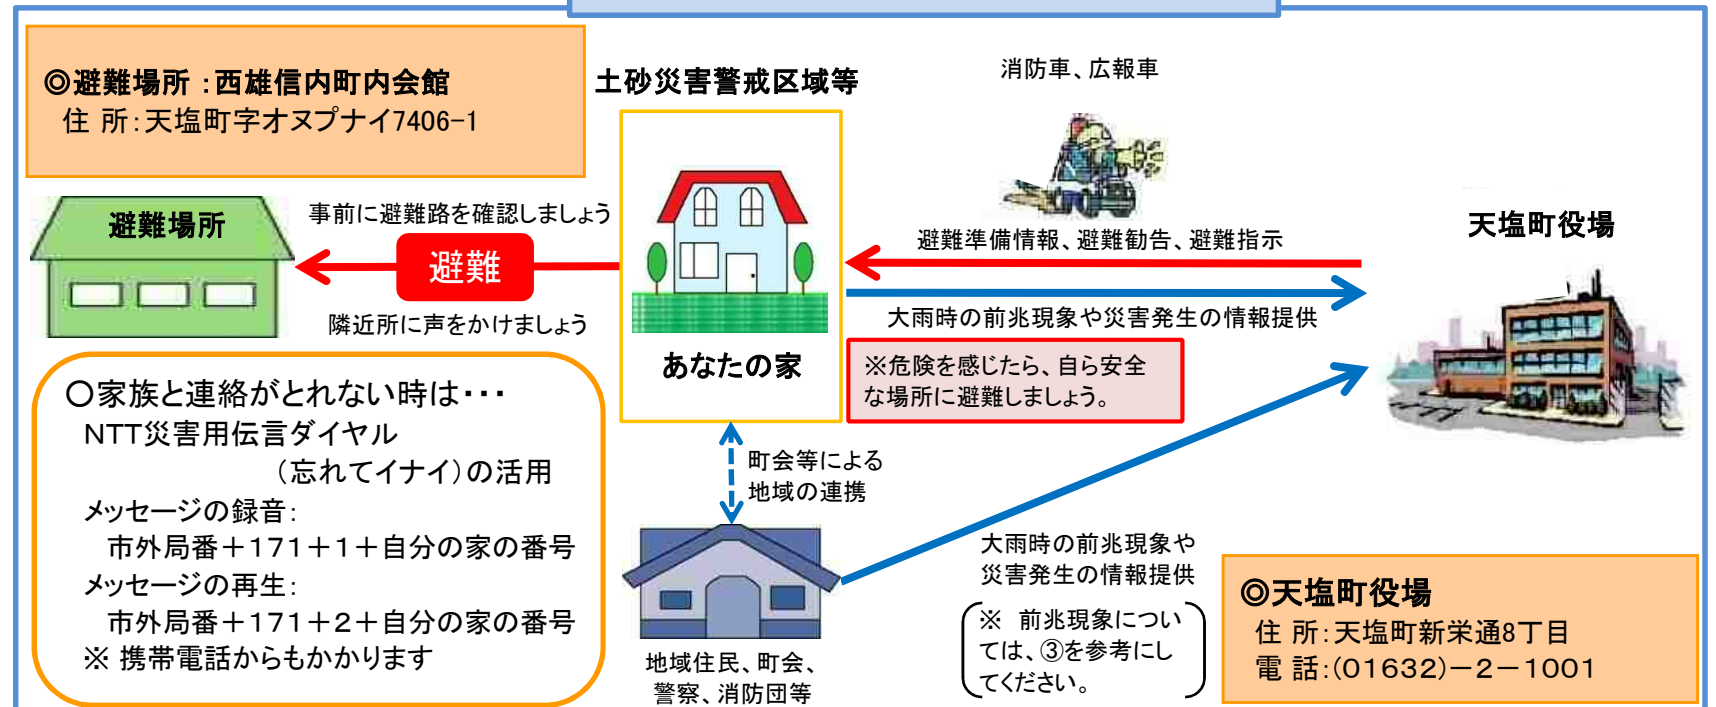 ◎避難場所：西雄信内町内会館
住 所：天塩町字オヌプナイ7406-1
土砂災害警戒区域等
消防車、広報車
避難場所
事前に避難路を確認しましょう
避難
隣近所に声をかけましょう
避難準備情報、避難勧告、避難指示
天塩町役場
大雨時の前兆現象や災害発生の情報提供
あなたの家
※危険を感じたら、自ら安全
な場所に避難しましょう。
○家族と連絡がとれない時は・・・
NTT災害用伝言ダイヤル
（忘れてイナイ）の活用
メッセージの録音：
市外局番＋１７１＋１＋自分の家の番号
メッセージの再生：
市外局番＋１７１＋２＋自分の家の番号
※ 携帯電話からもかかります
町会等による
地域の連携
地域住民、町会、
警察、消防団等
大雨時の前兆現象や
災害発生の情報提供
※　前兆現象につい
ては、③を参考にし
てください。
◎天塩町役場
住 所：天塩町新栄通8丁目
電 話：(０１６３２)－２－１００１